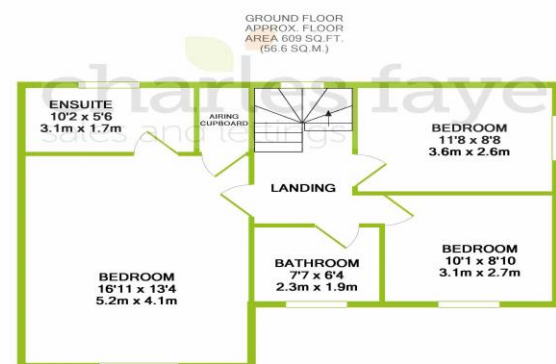 GROUND FLOOR
APPROX. FLOOR
AREA 609 SQ.FT.
(56.6 SQ.M.)
charles faye
sales and lettings
ENSUITE
10'2 x 5'6
3.1m x 1.7m
AIRING
CUPBOARD
BEDROOM
11'8 x 8'8
3.6m x 2.6m
LANDING
BEDROOM
16'11 x 13'4
5.2m x 4.1m
BATHROOM
7'7 x 6'4
2.3m x 1.9m
BEDROOM
10'1 x 8'10
3.1m x 2.7m